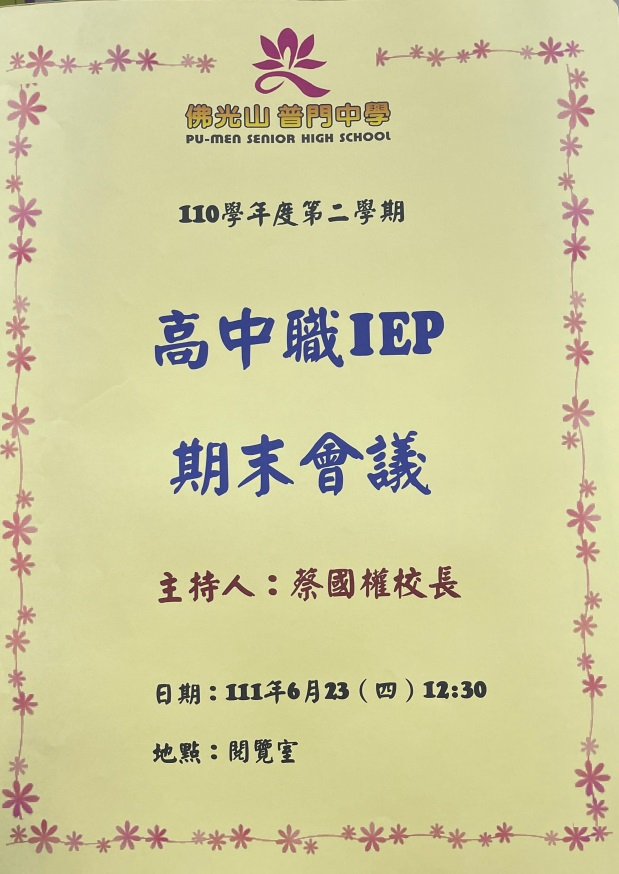 佛光山 普門中學
PU-MEN SENIOR HIGH SCHOOL
110學年度第二學期
高中職IEP
期末會議
主持人：蔡國權校長
日期：111年6月23（四）12:30
地點：閱覽室